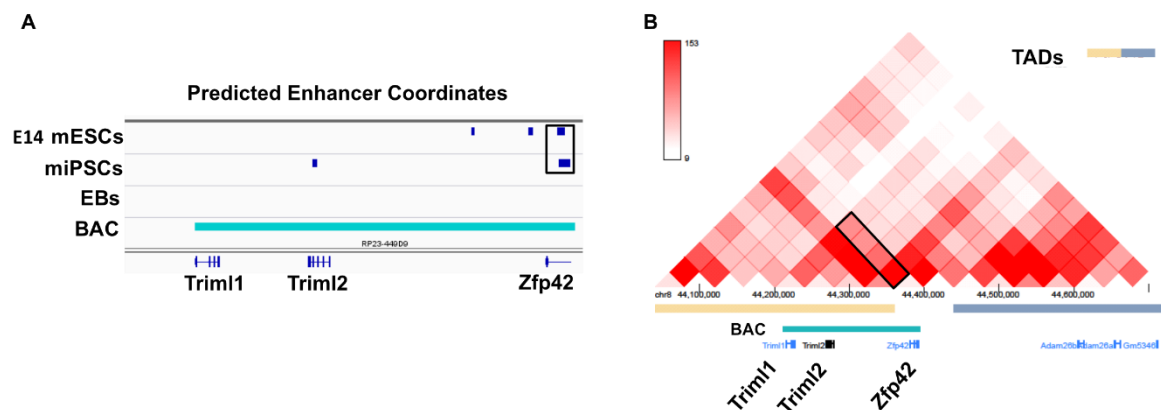 A
Predicted Enhancer Coordinates
E14 mESCs
miPSCs
EBs
BAC
RP23-449D9
Triml1
Triml2
Zfp42
B
153
9
TADs
chr8
44,100,000
44,200,000
44,300,000
44,400,000
44,500,000
44,600,000
BAC
Triml1
Triml2
Zfp42
Adam26b
Adam26a
Gm5346
Triml1
Triml2
Zfp42